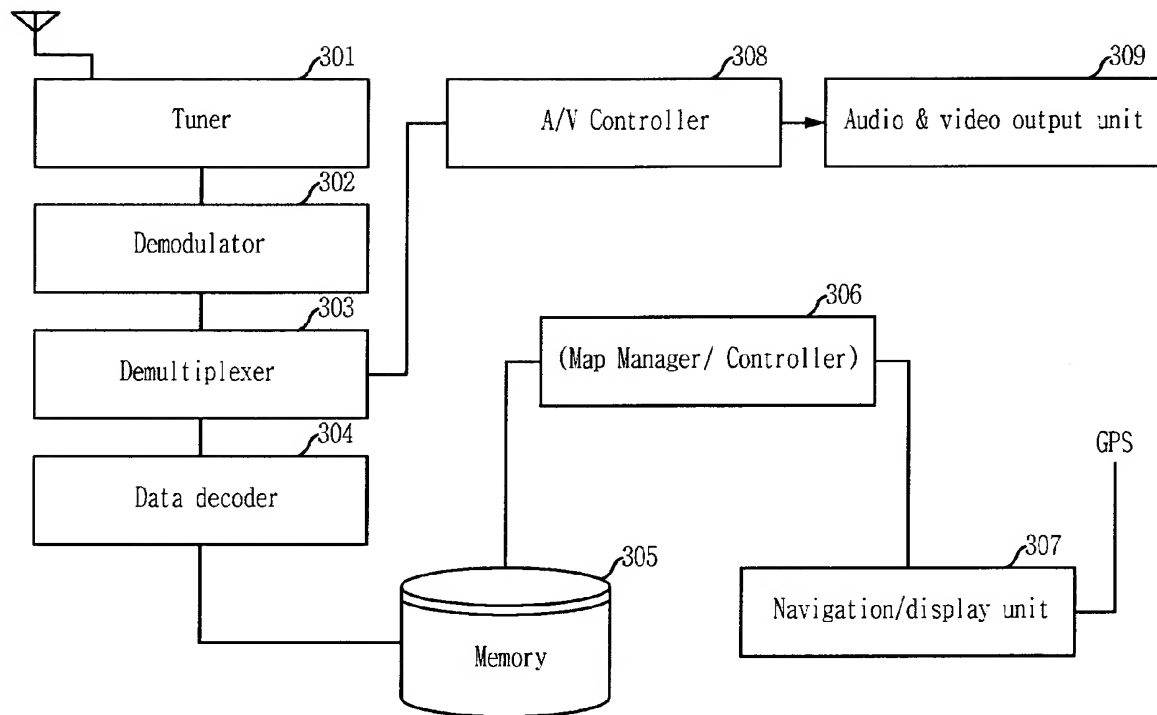 301
Tuner
308
A/V Controller
309
Audio & video output unit
302
Demodulator
303
Demultiplexer
306
(Map Manager/ Controller)
304
Data decoder
GPS
305
Memory
307
Navigation/display unit